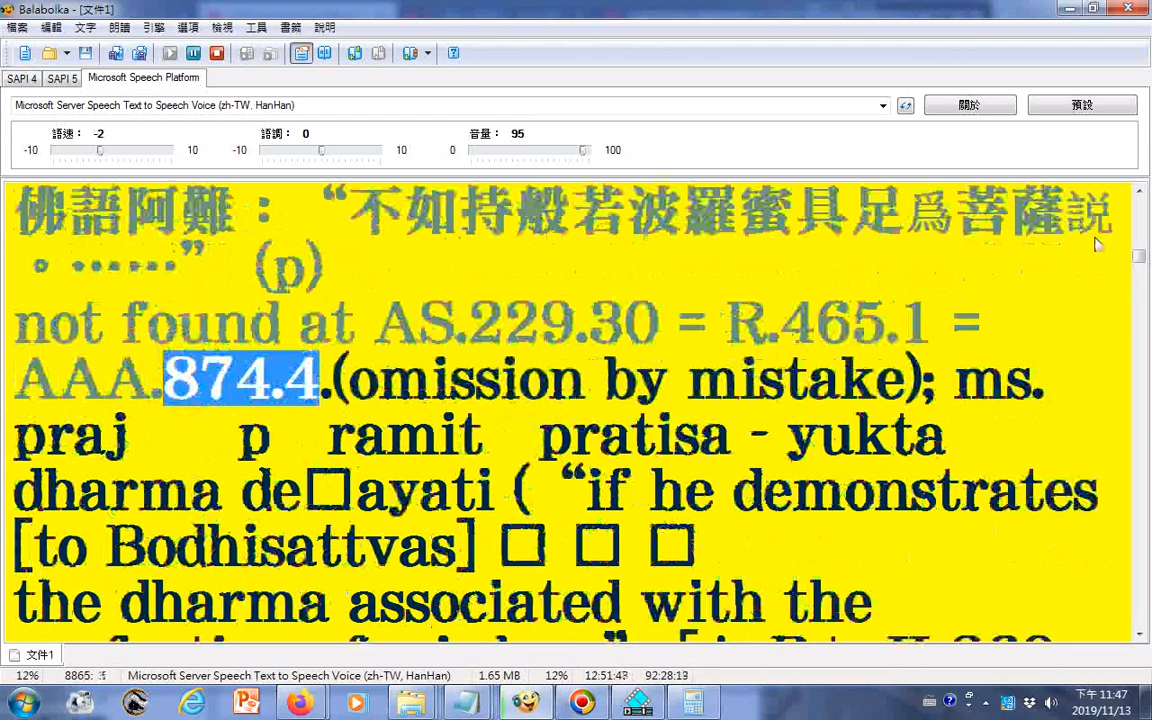 Balabolka - [文件1]
檔案 編輯 文字 朗讀 引擎 選項 檢視 工具 書籤 說明
SAPI 4 SAPI 5 Microsoft Speech Platform
Microsoft Server Speech Text to Speech Voice (zh-TW, HanHan) 關於 預設
語速： -2 語調： 0 音量： 95
-10 10 -10 10 0 100
佛語阿難：“不如持般若波羅蜜具足爲菩薩説
。……” (p)
not found at AS.229.30 = R.465.1 =
AAA.874.4.(omission by mistake); ms.
praj p ramit pratisa - yukta
dharma de□ayati ( “if he demonstrates
[to Bodhisattvas] □ □ □
the dharma associated with the
文件1
12% Microsoft Server Speech Text to Speech Voice (zh-TW, HanHan) 1.65 MB 12% 12:51:43 92:28:13
下午 11:47
2019/11/13